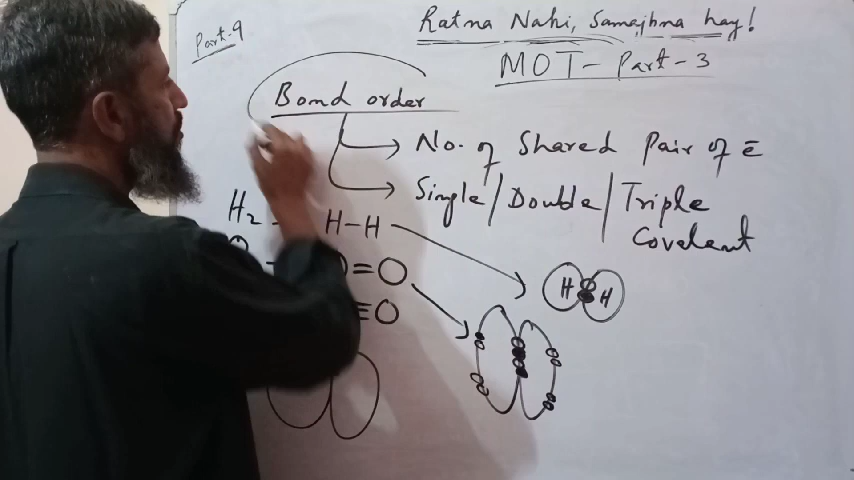 Part-9
Ratna Nahi, Samajhna hay!
MOT - Part - 3
Bond order
No. of Shared Pair of ē
Single/Double/Triple
Covalent
H₂ - H-H
=O
≡O
H H